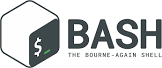 $_
BASH
THE BOURNE-AGAIN SHELL